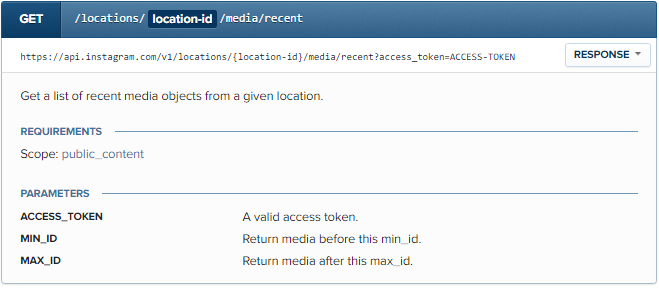 GET /locations/ location-id /media/recent
https://api.instagram.com/v1/locations/{location-id}/media/recent?access_token=ACCESS-TOKEN RESPONSE
Get a list of recent media objects from a given location.
REQUIREMENTS
Scope: public_content
PARAMETERS
ACCESS_TOKEN A valid access token.
MIN_ID Return media before this min_id.
MAX_ID Return media after this max_id.